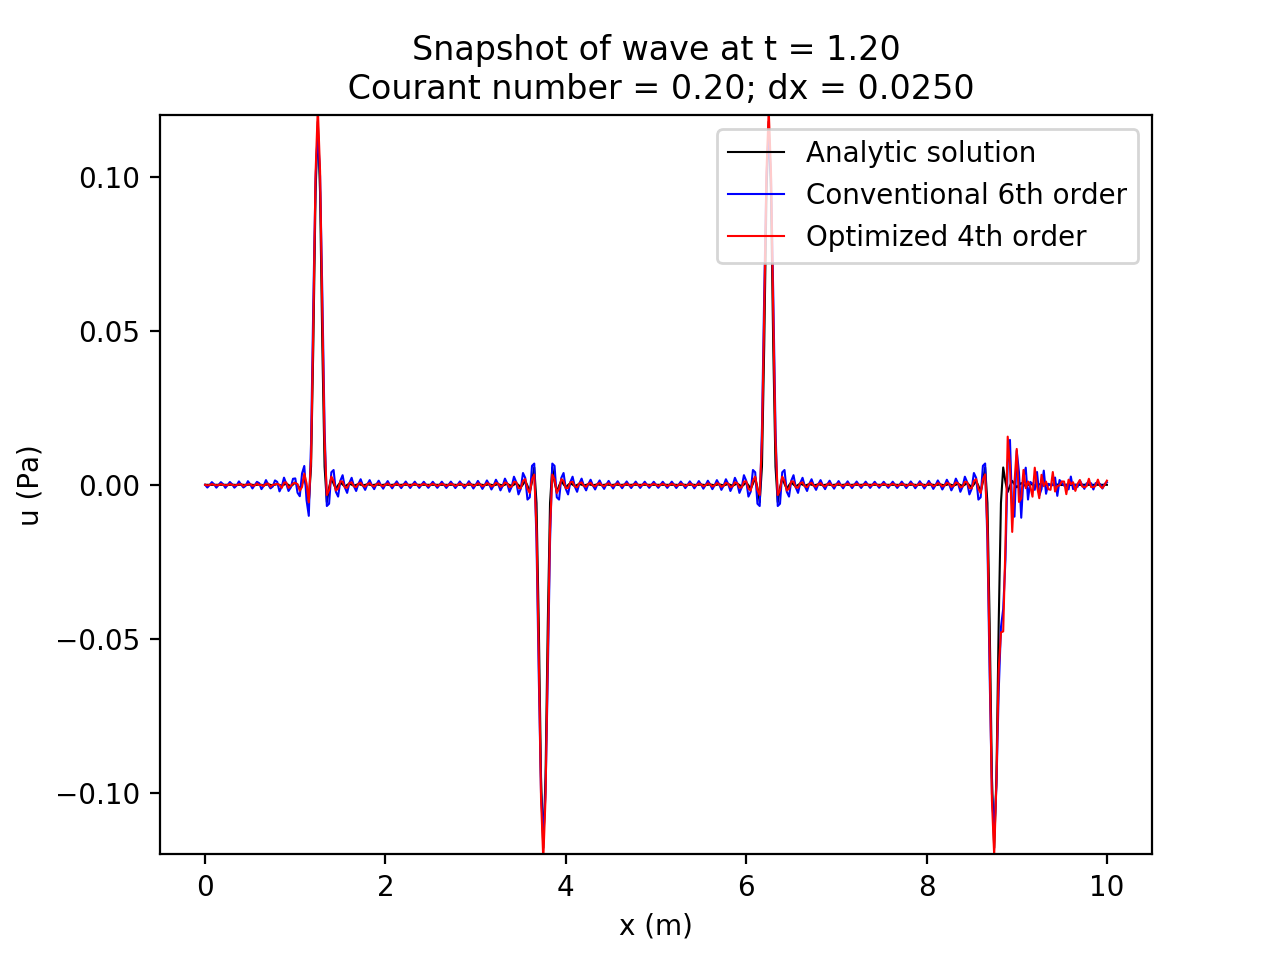 Snapshot of wave at t = 1.20
Courant number = 0.20; dx = 0.0250
Analytic solution
Conventional 6th order
Optimized 4th order
0.10
0.05
0.00
−0.05
−0.10
u (Pa)
0 2 4 6 8 10
x (m)